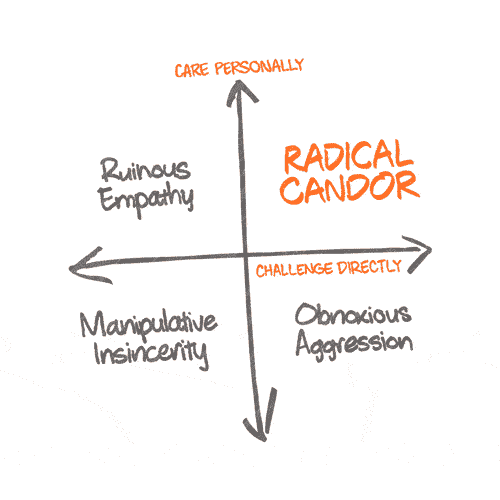 CARE PERSONALLY
Ruinous
Empathy
RADICAL
CANDOR
CHALLENGE DIRECTLY
Manipulative
Insincerity
Obnoxious
Aggression